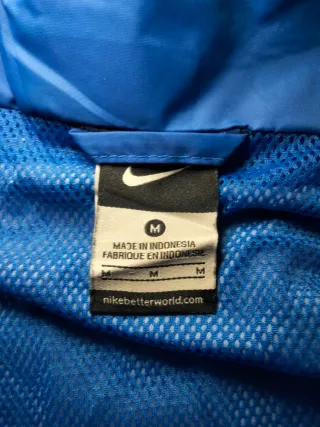 M
MADE IN INDONESIA
FABRIQUE EN INDONESIE
M M M
nikebetterworld.com